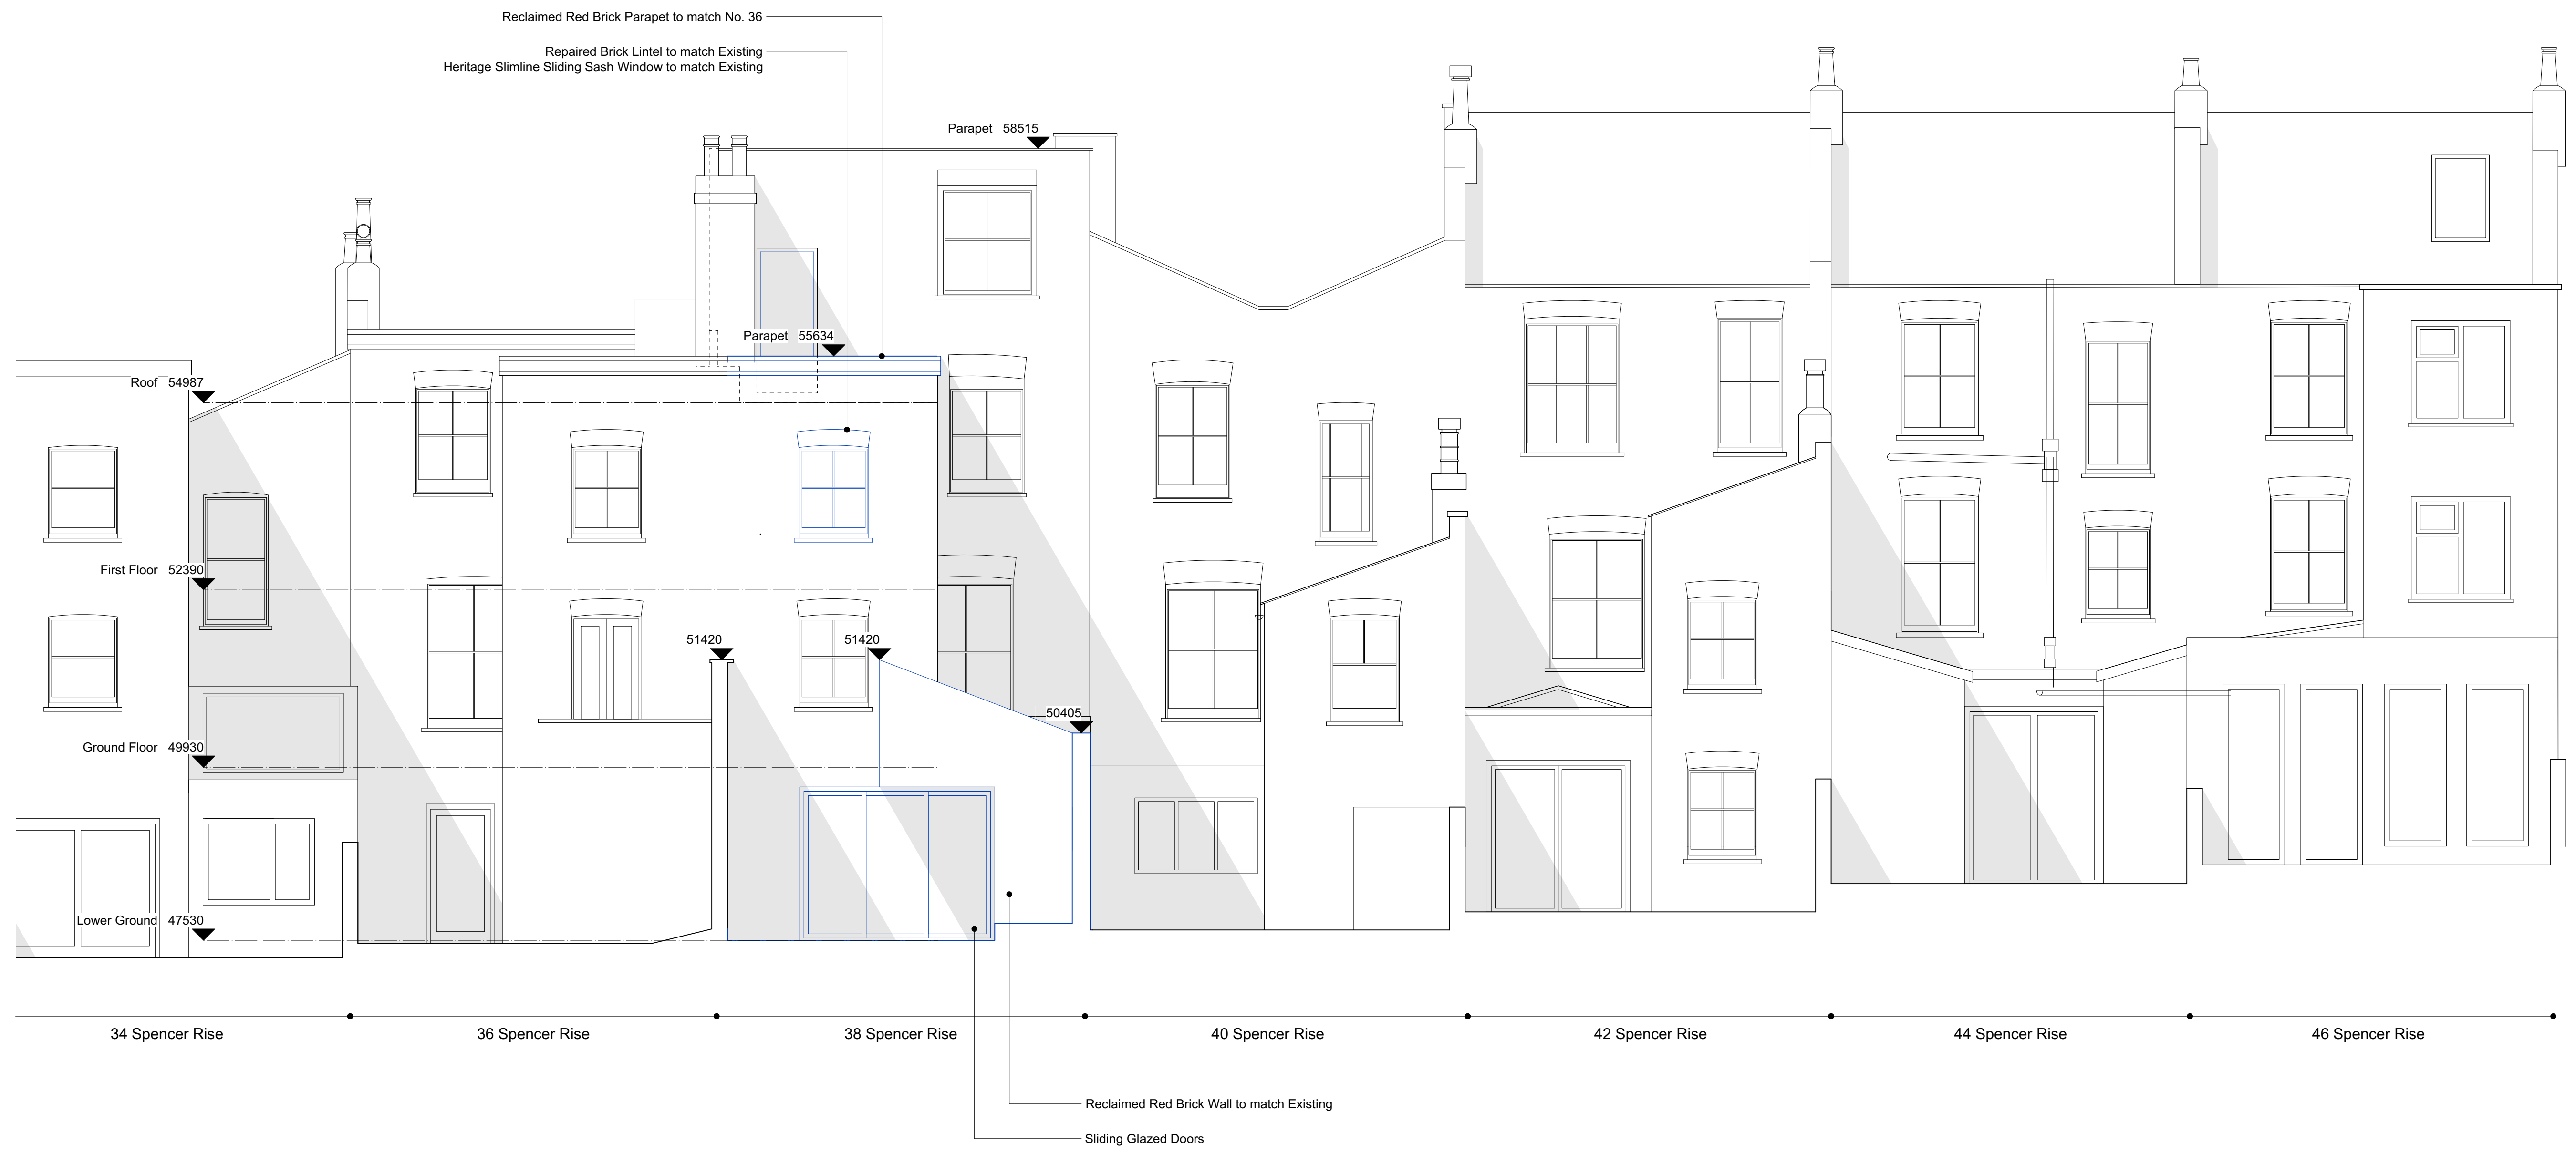 Reclaimed Red Brick Parapet to match No. 36
Repaired Brick Lintel to match Existing
Heritage Slimline Sliding Sash Window to match Existing
Parapet 58515
Parapet 55634
Roof 54987
First Floor 52390
51420
51420
50405
Ground Floor 49930
Lower Ground 47530
34 Spencer Rise
36 Spencer Rise
38 Spencer Rise
40 Spencer Rise
42 Spencer Rise
44 Spencer Rise
46 Spencer Rise
Reclaimed Red Brick Wall to match Existing
Sliding Glazed Doors